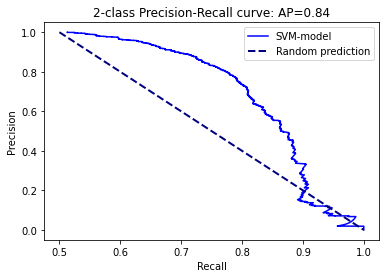 2-class Precision-Recall curve: AP=0.84
SVM-model
Random prediction
Precision
1.0
0.8
0.6
0.4
0.2
0.0
0.5 0.6 0.7 0.8 0.9 1.0
Recall